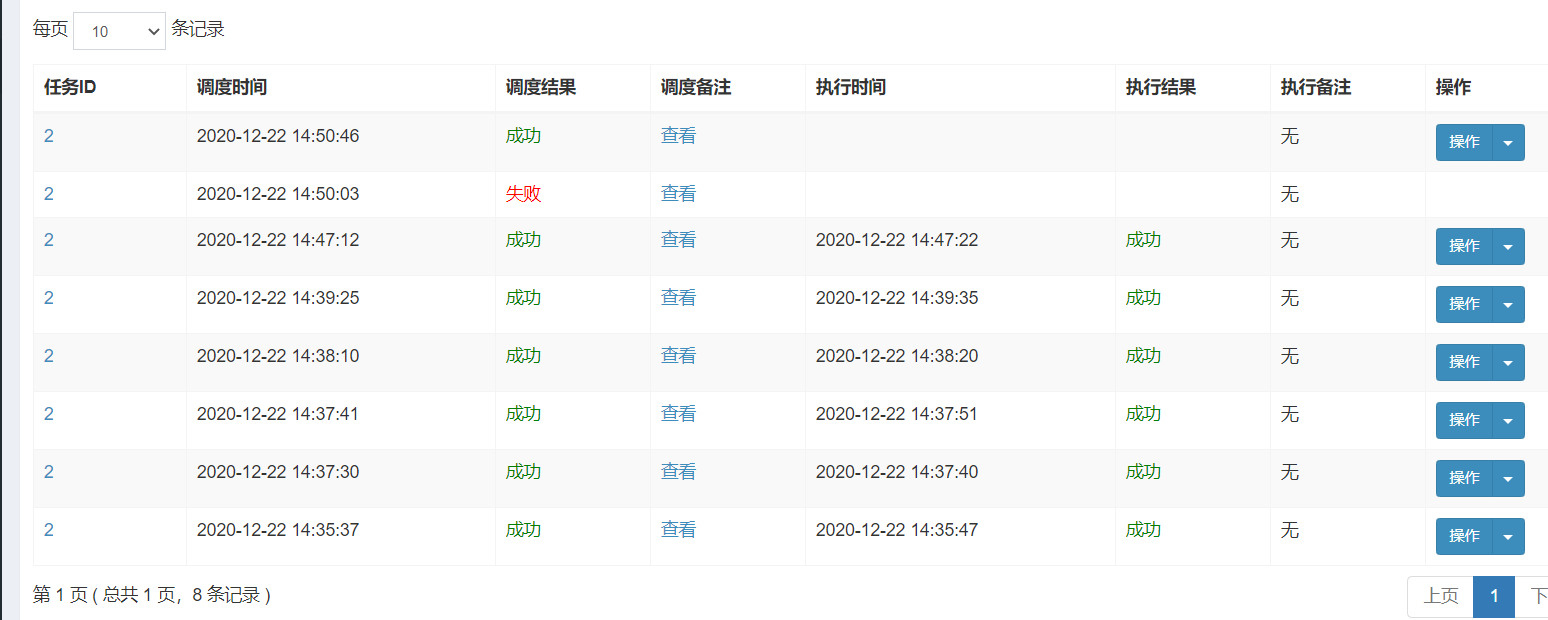 每页 10 条记录
任务ID 调度时间 调度结果 调度备注 执行时间 执行结果 执行备注 操作
2 2020-12-22 14:50:46 成功 查看 无 操作
2 2020-12-22 14:50:03 失败 查看 无
2 2020-12-22 14:47:12 成功 查看 2020-12-22 14:47:22 成功 无 操作
2 2020-12-22 14:39:25 成功 查看 2020-12-22 14:39:35 成功 无 操作
2 2020-12-22 14:38:10 成功 查看 2020-12-22 14:38:20 成功 无 操作
2 2020-12-22 14:37:41 成功 查看 2020-12-22 14:37:51 成功 无 操作
2 2020-12-22 14:37:30 成功 查看 2020-12-22 14:37:40 成功 无 操作
2 2020-12-22 14:35:37 成功 查看 2020-12-22 14:35:47 成功 无 操作
第 1 页 ( 总共 1 页，8 条记录 ) 上页 1 下